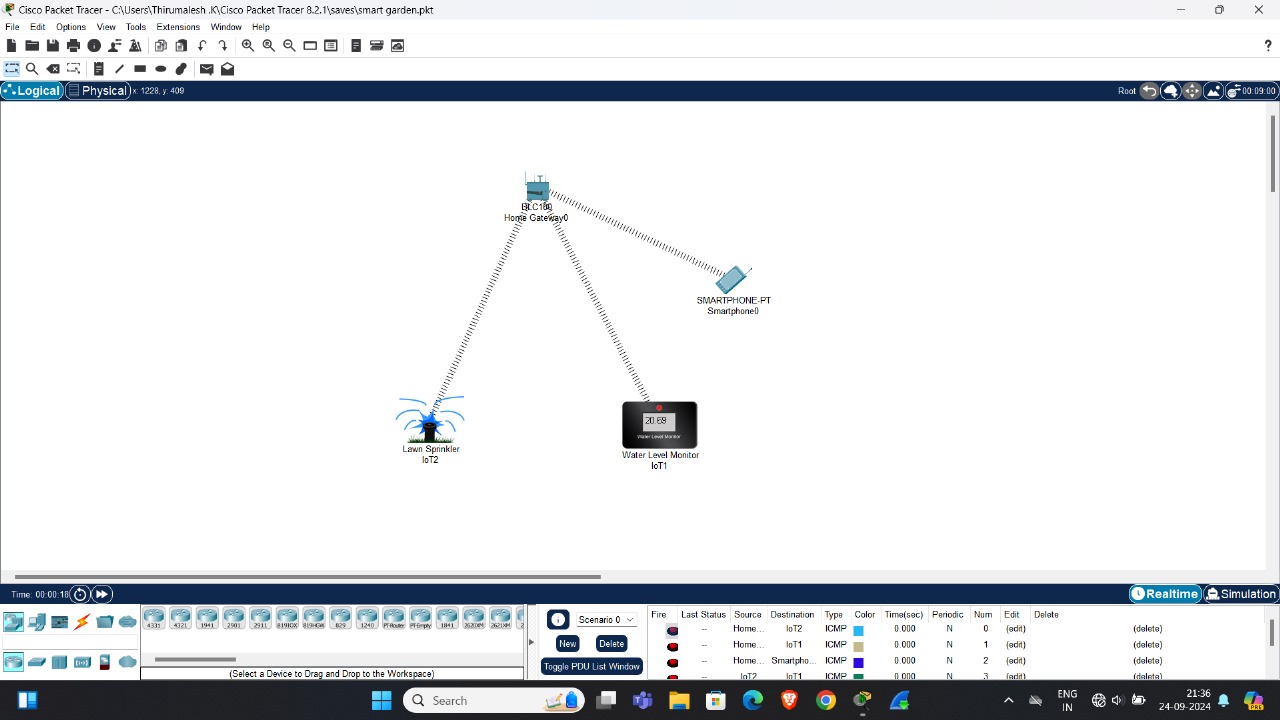 Cisco Packet Tracer - C:\Users\Thirumalesh .K\Cisco Packet Tracer 8.2.1\saves\smart garden.pkt
File Edit Options View Tools Extensions Window Help
?
Logical Physical x: 1228, y: 409 Root 00:09:00
DLC100
Home Gateway0
SMARTPHONE-PT
Smartphone0
20.69
Water Level Monitor
Lawn Sprinkler
IoT2
Water Level Monitor
IoT1
Time: 00:00:18 Realtime Simulation
4331 4321 1941 2901 2911 819IOX 819HGW 829 1240 PT-Router PT-Empty 1841 2620XM 2621XM
(Select a Device to Drag and Drop to the Workspace)
Scenario 0
New Delete
Toggle PDU List Window
Fire Last Status Source Destination Type Color Time(sec) Periodic Num Edit Delete
-- Home... IoT2 ICMP 0.000 N 0 (edit) (delete)
-- Home... IoT1 ICMP 0.000 N 1 (edit) (delete)
-- Home... Smartpho... ICMP 0.000 N 2 (edit) (delete)
-- IoT2 IoT1 ICMP 0.000 N 3 (edit) (delete)
Search
ENG
IN
21:36
24-09-2024
PRE